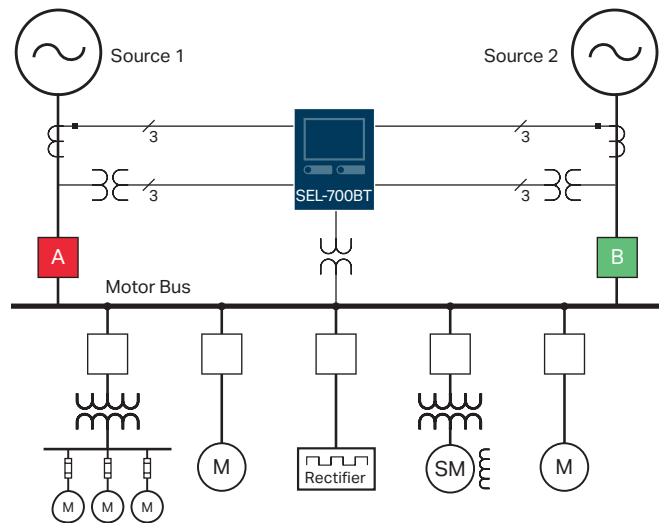 Source 1
Source 2
3
3
3
3
SEL-700BT
A
B
Motor Bus
M
Rectifier
SM
M
M
M
M